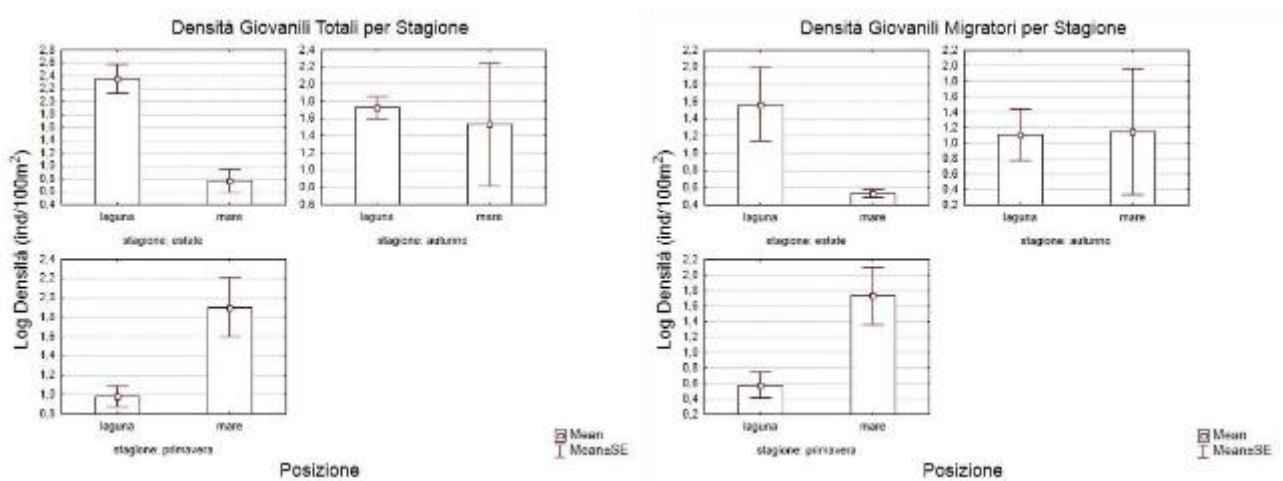 Densità Giovanili Totali per Stagione
Log Densità (ind/100m²)
2,8
2,6
2,4
2,2
2,0
1,8
1,6
1,4
1,2
1,0
0,8
0,6
0,4
laguna mare
stagione: estate
2,4
2,2
2,0
1,8
1,6
1,4
1,2
1,0
0,8
0,6
laguna mare
stagione: autunno
2,4
2,2
2,0
1,8
1,6
1,4
1,2
1,0
0,8
laguna mare
stagione: primavera
Posizione
Mean
Mean±SE
Densità Giovanili Migratori per Stagione
Log Densità (ind/100m²)
2,2
2,0
1,8
1,6
1,4
1,2
1,0
0,8
0,6
0,4
laguna mare
stagione: estate
2,2
2,0
1,8
1,6
1,4
1,2
1,0
0,8
0,6
0,4
0,2
laguna mare
stagione: autunno
2,2
2,0
1,8
1,6
1,4
1,2
1,0
0,8
0,6
0,4
0,2
laguna mare
stagione: primavera
Posizione
Mean
Mean±SE